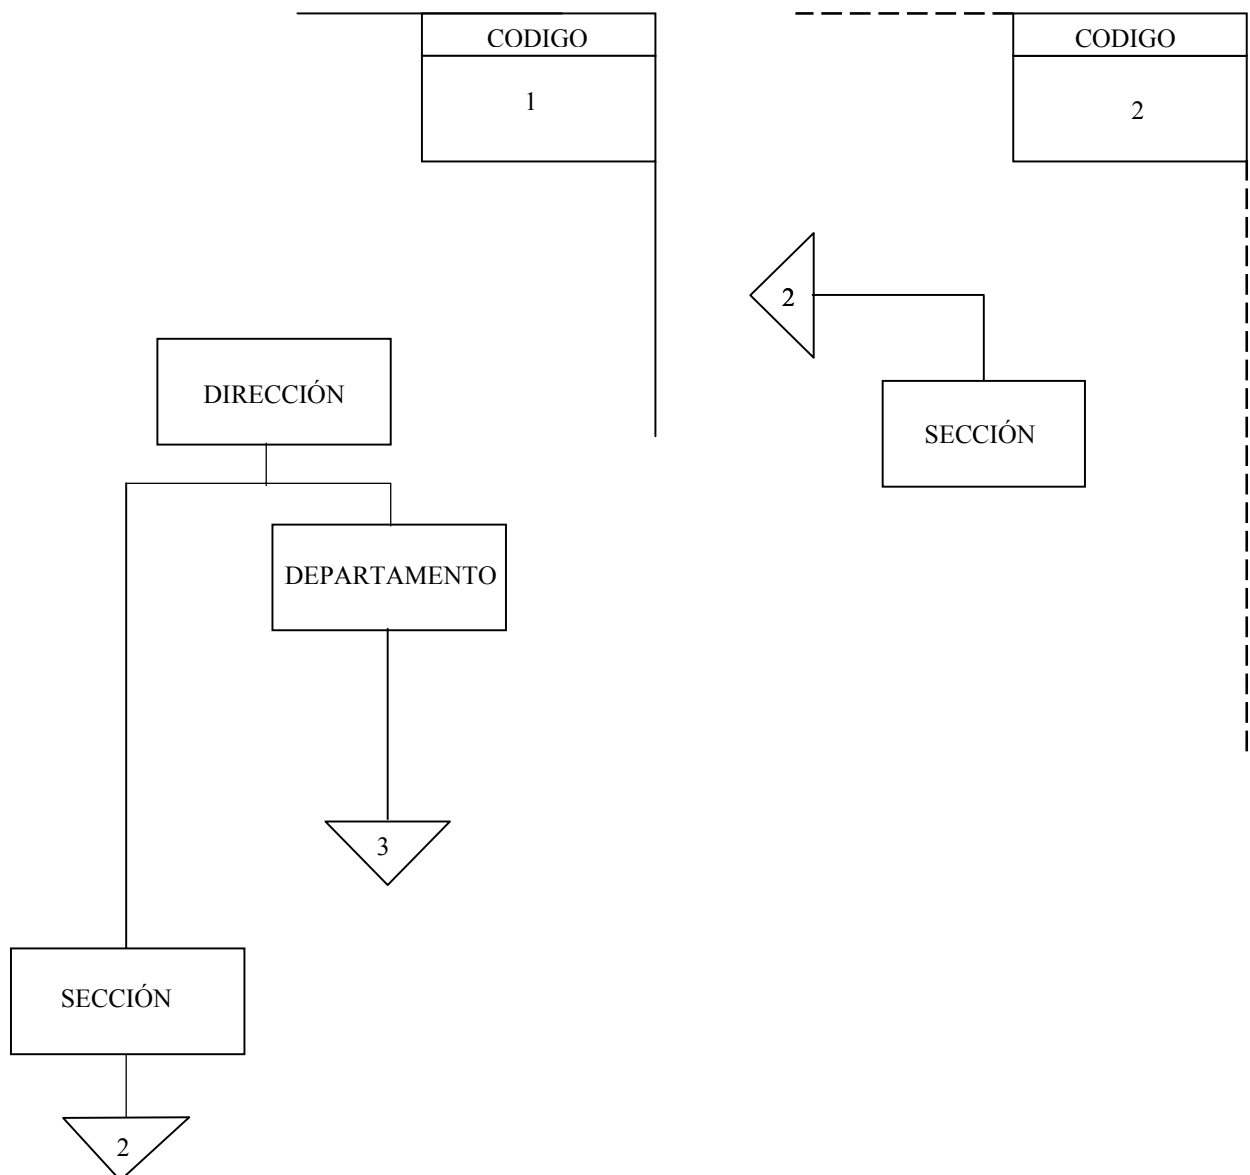 CODIGO
1
DIRECCIÓN
DEPARTAMENTO
3
SECCIÓN
2
CODIGO
2
2
SECCIÓN